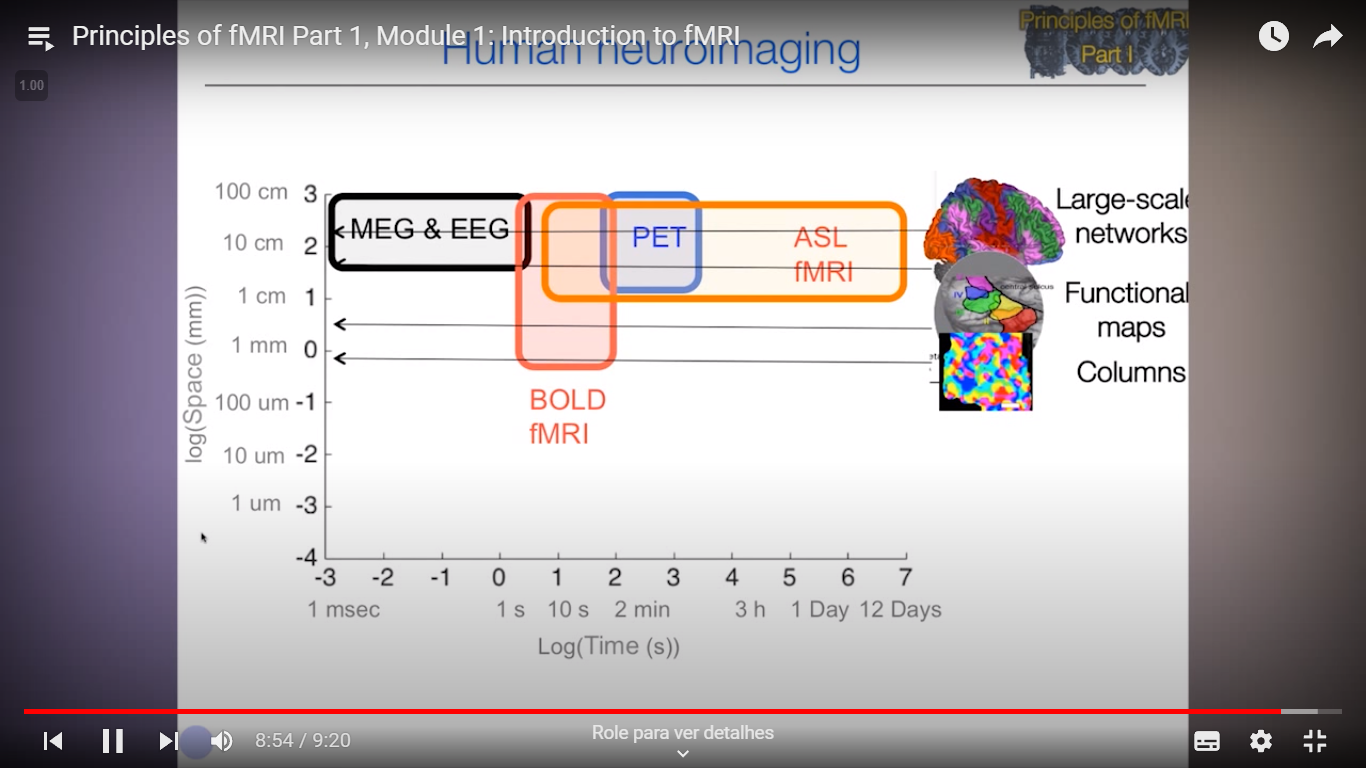 Principles of fMRI Part 1, Module 1: Introduction to fMRI
Human neuroimaging
Principles of fMRI
Part I
1.00
100 cm 3
10 cm 2
1 cm 1
1 mm 0
100 um -1
10 um -2
1 um -3
-4
log(Space (mm))
MEG & EEG
PET
ASL
fMRI
BOLD
fMRI
Large-scale
networks
Functional
maps
Columns
-3 -2 -1 0 1 2 3 4 5 6 7
1 msec 1 s 10 s 2 min 3 h 1 Day 12 Days
Log(Time (s))
8:54 / 9:20
Role para ver detalhes